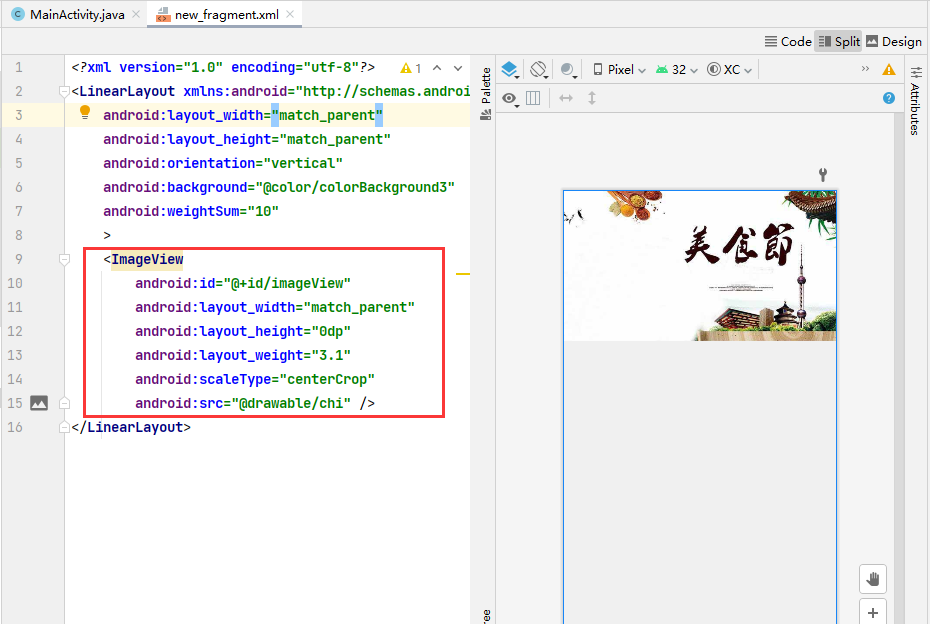 MainActivity.java
new_fragment.xml
Code
Split
Design
1 <?xml version="1.0" encoding="utf-8"?>
1
2 <LinearLayout xmlns:android="http://schemas.androi
3 android:layout_width="match_parent"
4 android:layout_height="match_parent"
5 android:orientation="vertical"
6 android:background="@color/colorBackground3"
7 android:weightSum="10"
8 >
9 <ImageView
10 android:id="@+id/imageView"
11 android:layout_width="match_parent"
12 android:layout_height="0dp"
13 android:layout_weight="3.1"
14 android:scaleType="centerCrop"
15 android:src="@drawable/chi" />
16 </LinearLayout>
Palette
Pixel
32
XC
Attributes
美食節